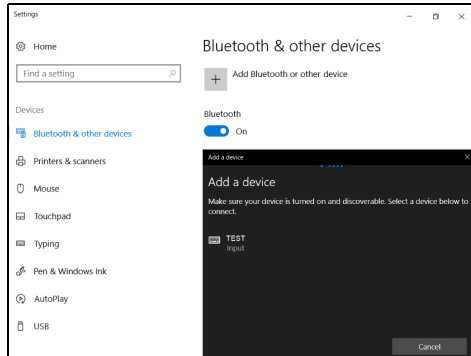 Settings
Home
Find a setting
Devices
Bluetooth & other devices
Printers & scanners
Mouse
Touchpad
Typing
Pen & Windows Ink
AutoPlay
USB
Bluetooth & other devices
Add Bluetooth or other device
Bluetooth
On
Add a device
Add a device
Make sure your device is turned on and discoverable. Select a device below to
connect.
TEST
Input
Cancel